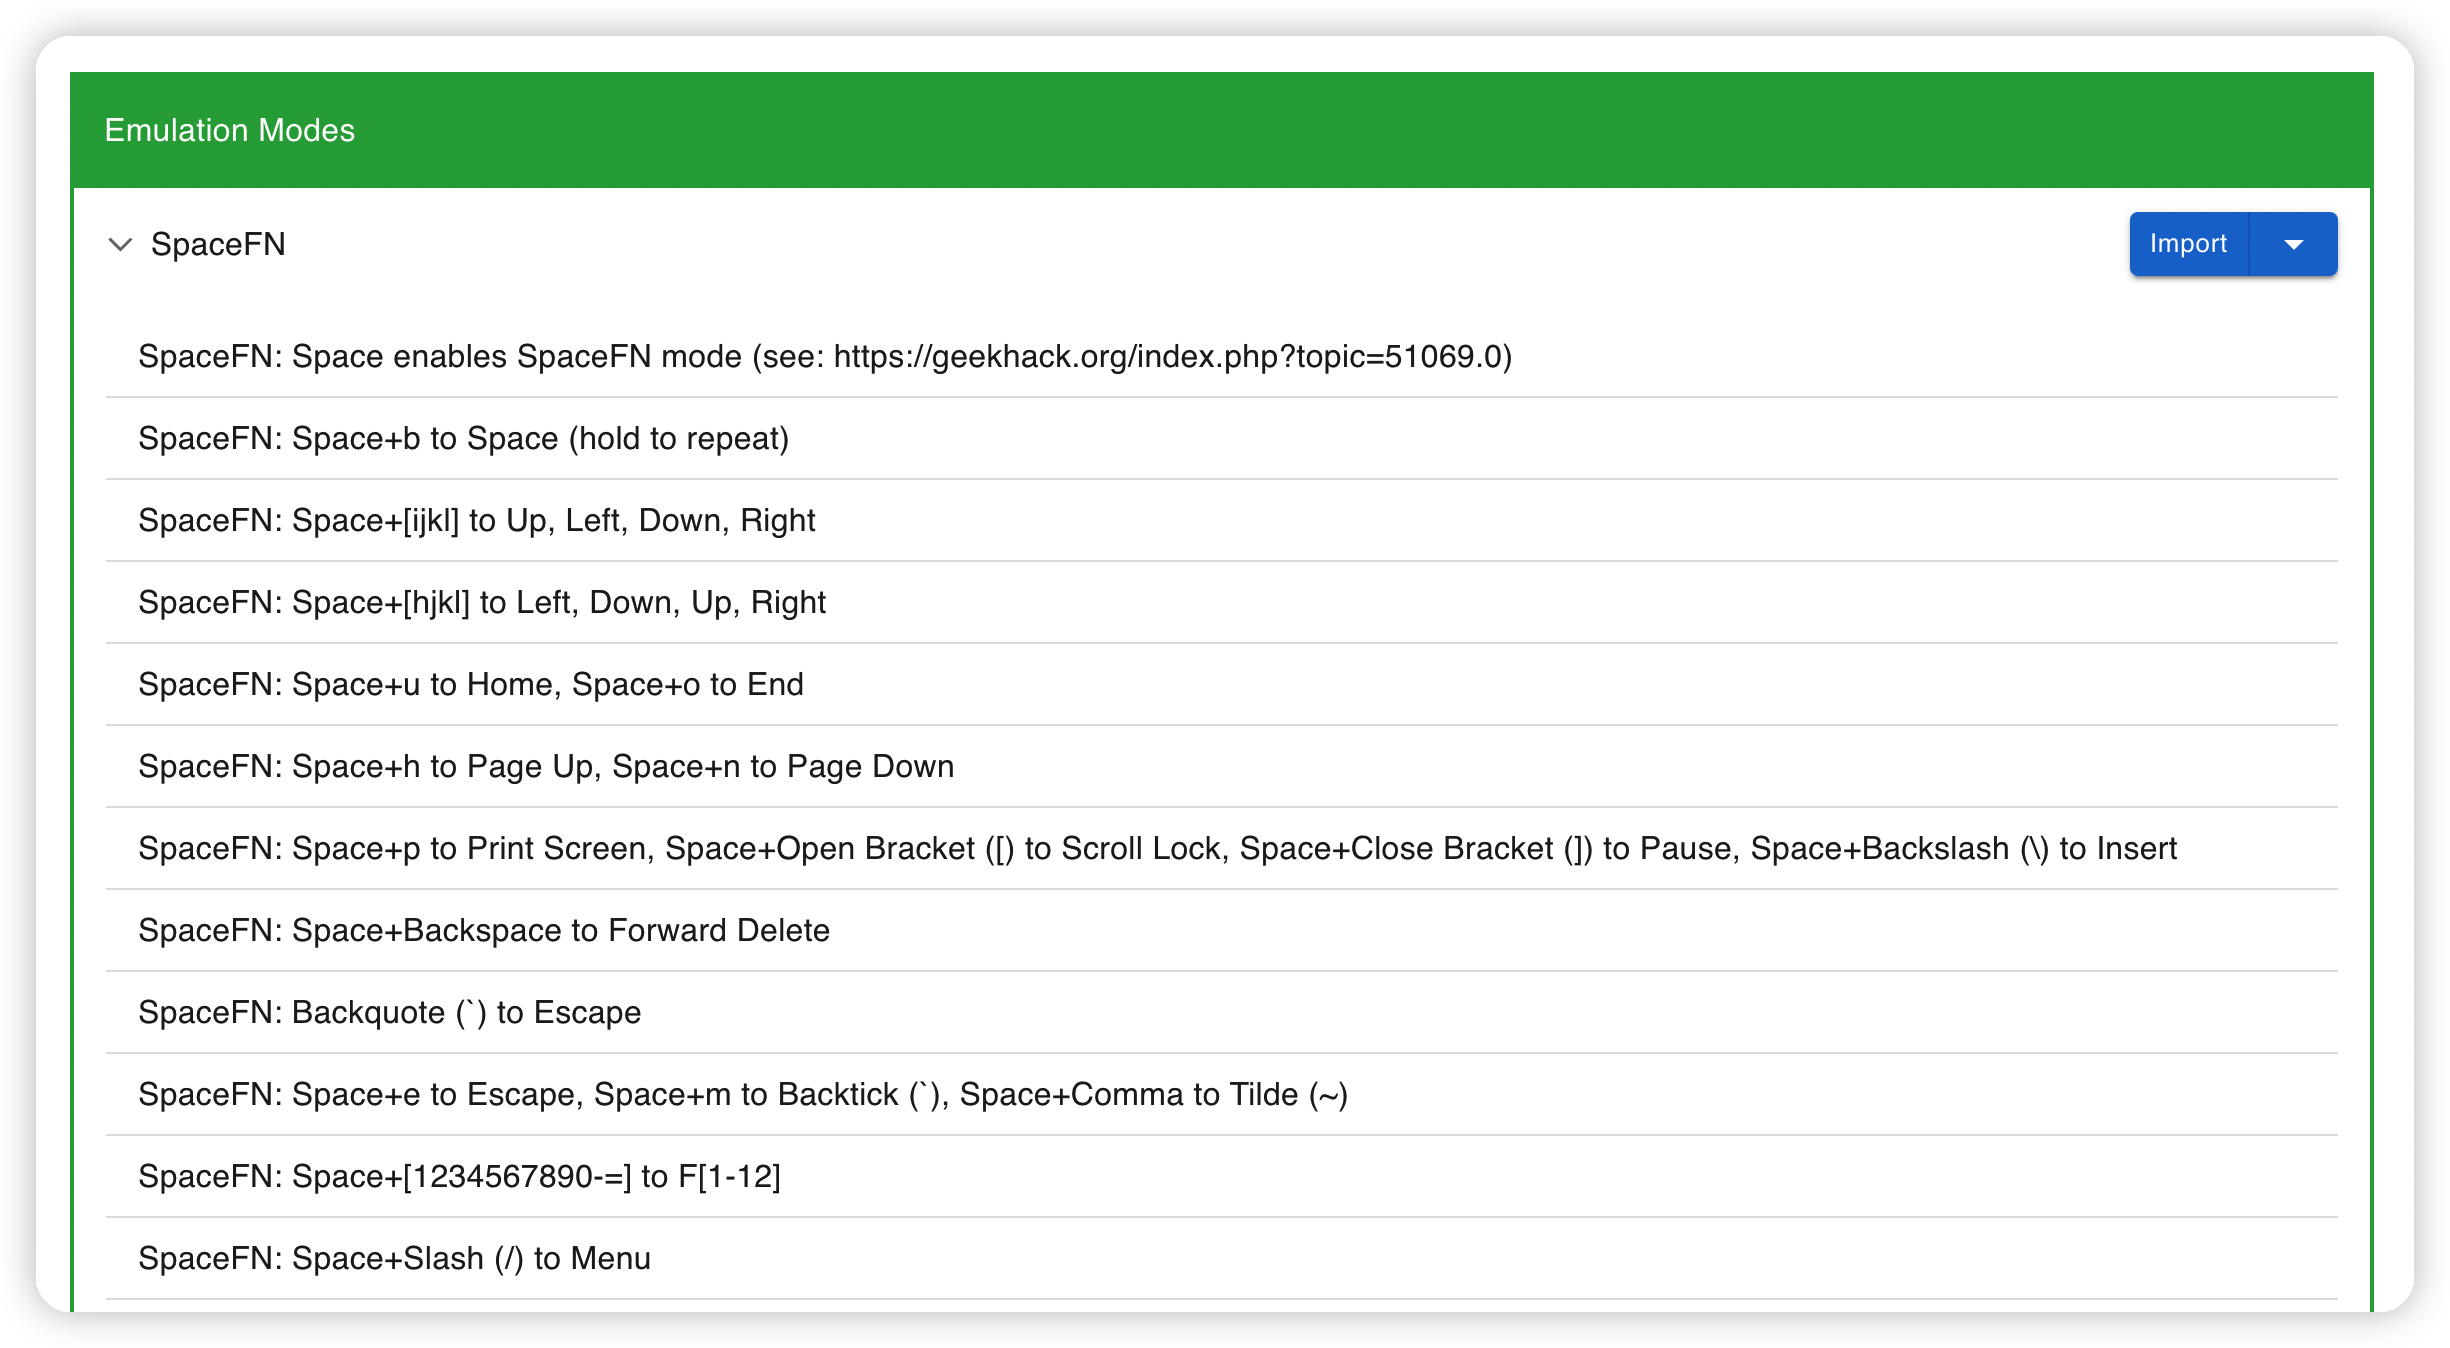 Emulation Modes
SpaceFN
Import
SpaceFN: Space enables SpaceFN mode (see: https://geekhack.org/index.php?topic=51069.0)
SpaceFN: Space+b to Space (hold to repeat)
SpaceFN: Space+[ijkl] to Up, Left, Down, Right
SpaceFN: Space+[hjkl] to Left, Down, Up, Right
SpaceFN: Space+u to Home, Space+o to End
SpaceFN: Space+h to Page Up, Space+n to Page Down
SpaceFN: Space+p to Print Screen, Space+Open Bracket ([) to Scroll Lock, Space+Close Bracket (]) to Pause, Space+Backslash (\) to Insert
SpaceFN: Space+Backspace to Forward Delete
SpaceFN: Backquote (`) to Escape
SpaceFN: Space+e to Escape, Space+m to Backtick (`), Space+Comma to Tilde (~)
SpaceFN: Space+[1234567890-=] to F[1-12]
SpaceFN: Space+Slash (/) to Menu